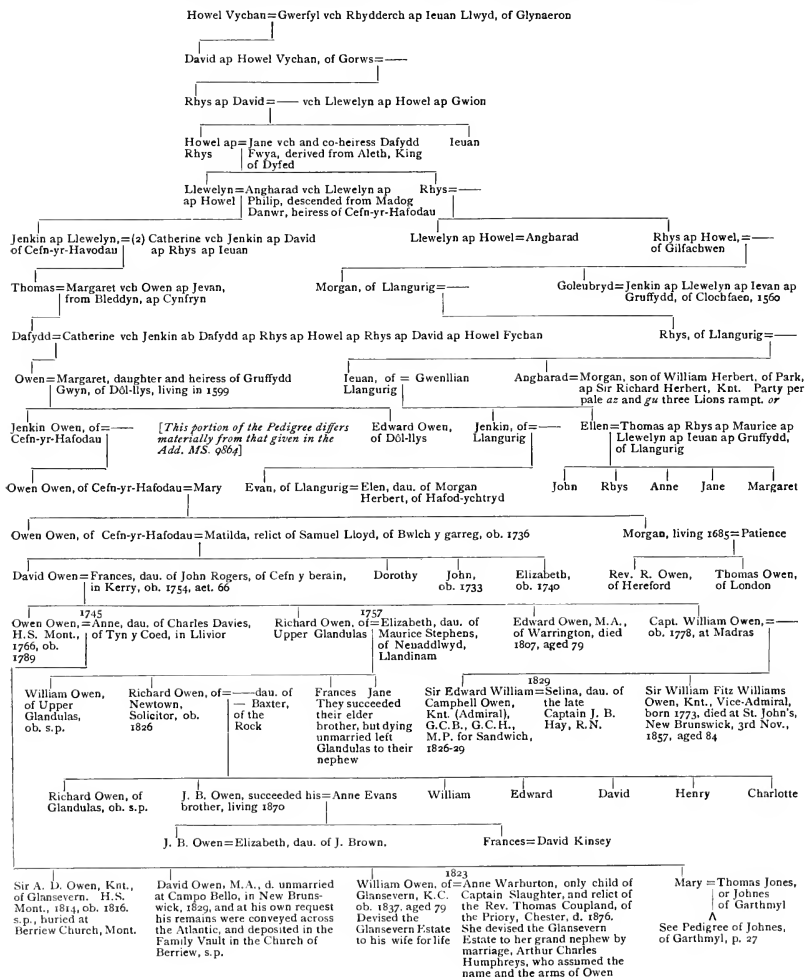 Howel Vychan=Gwerfyl vch Rhydderch ap Ieuan Llwyd, of Glynaeron
David ap Howel Vychan, of Gorws=——
Rhys ap David=—— vch Llewelyn ap Howel ap Gwion
Howel ap=Jane vch and co-heiress Dafydd
Rhys
Fwya, derived from Aleth, King
of Dyfed
Ieuan
Llewelyn=Angharad vch Llewelyn ap
ap Howel
Philip, descended from Madog
Danwr, heiress of Cefn-yr-Hafodau
Rhys=——
Jenkin ap Llewelyn,=(2) Catherine vch Jenkin ap David
of Cefn-yr-Havodau
ap Rhys ap Ieuan
Llewelyn ap Howel=Angharad
Rhys ap Howel,=——
of Gilfachwen
Thomas=Margaret vch Owen ap Jevan,
from Bleddyn, ap Cynfryn
Morgan, of Llangurig=——
Goleubryd=Jenkin ap Llewelyn ap Ievan ap
Gruffydd, of Clochfaen, 1560
Dafydd=Catherine vch Jenkin ab Dafydd ap Rhys ap Howel ap Rhys ap David ap Howel Fychan
Rhys, of Llangurig=——
Owen=Margaret, daughter and heiress of Gruffydd
Gwyn, of Dôl-llys, living in 1599
Ieuan, of = Gwenllian
Llangurig
Angharad=Morgan, son of William Herbert, of Park,
ap Sir Richard Herbert, Knt. Party per
pale az and gu three Lions rampt. or
Jenkin Owen, of=——
Cefn-yr-Hafodau
[This portion of the Pedigree differs
materially from that given in the
Add. MS. 9864]
Edward Owen,
of Dôl-llys
Jenkin, of=——
Llangurig
Ellen=Thomas ap Rhys ap Maurice ap
Llewelyn ap Ieuan ap Gruffydd,
of Llangurig
Owen Owen, of Cefn-yr-Hafodau=Mary
Evan, of Llangurig=Elen, dau. of Morgan
Herbert, of Hafod-ychtryd
John Rhys Anne Jane Margaret
Owen Owen, of Cefn-yr-Hafodau=Matilda, relict of Samuel Lloyd, of Bwlch y garreg, ob. 1736
Morgan, living 1685=Patience
David Owen=Frances, dau. of John Rogers, of Cefn y berain,
in Kerry, ob. 1754, aet. 66
Dorothy
John,
ob. 1733
Elizabeth,
ob. 1740
Rev. R. Owen,
of Hereford
Thomas Owen,
of London
1745
Owen Owen,=Anne, dau. of Charles Davies,
H.S. Mont.,
of Tyn y Coed, in Llivior
1766, ob.
1789
1757
Richard Owen, of=Elizabeth, dau. of
Upper Glandulas
Maurice Stephens,
of Neuaddlwyd,
Llandinam
Edward Owen, M.A.,
of Warrington, died
1807, aged 79
Capt. William Owen,=——
ob. 1778, at Madras
William Owen,
of Upper
Glandulas,
ob. s.p.
Richard Owen, of=——dau. of
Newtown,
Solicitor, ob.
1826
— Baxter,
of the
Rock
Frances Jane
They succeeded
their elder
brother, but dying
unmarried left
Glandulas to their
nephew
1829
Sir Edward William=Selina, dau. of
Campbell Owen,
Knt. (Admiral),
G.C.B., G.C.H.,
M.P. for Sandwich,
1826-29
the late
Captain J. B.
Hay, R.N.
Sir William Fitz Williams
Owen, Knt., Vice-Admiral,
born 1773, died at St. John's,
New Brunswick, 3rd Nov.,
1857, aged 84
Richard Owen, of
Glandulas, ob. s.p.
J. B. Owen, succeeded his=Anne Evans
brother, living 1870
William Edward David Henry Charlotte
J. B. Owen=Elizabeth, dau. of J. Brown.
Frances=David Kinsey
Sir A. D. Owen, Knt.,
of Glansevern. H.S.
Mont., 1814, ob. 1816.
s.p., buried at
Berriew Church, Mont.
David Owen, M.A., d. unmarried
at Campo Bello, in New Bruns-
wick, 1829, and at his own request
his remains were conveyed across
the Atlantic, and deposited in the
Family Vault in the Church of
Berriew, s.p.
1823
William Owen, of=Anne Warburton, only child of
Glansevern, K.C.
ob. 1837. aged 79
Devised the
Glansevern Estate
to his wife for life
Captain Slaughter, and relict of
the Rev. Thomas Coupland, of
the Priory, Chester, d. 1876.
She devised the Glansevern
Estate to her grand nephew by
marriage, Arthur Charles
Humphreys, who assumed the
name and the arms of Owen
Mary =Thomas Jones,
or Johnes
of Garthmyl
See Pedigree of Johnes,
of Garthmyl, p. 27